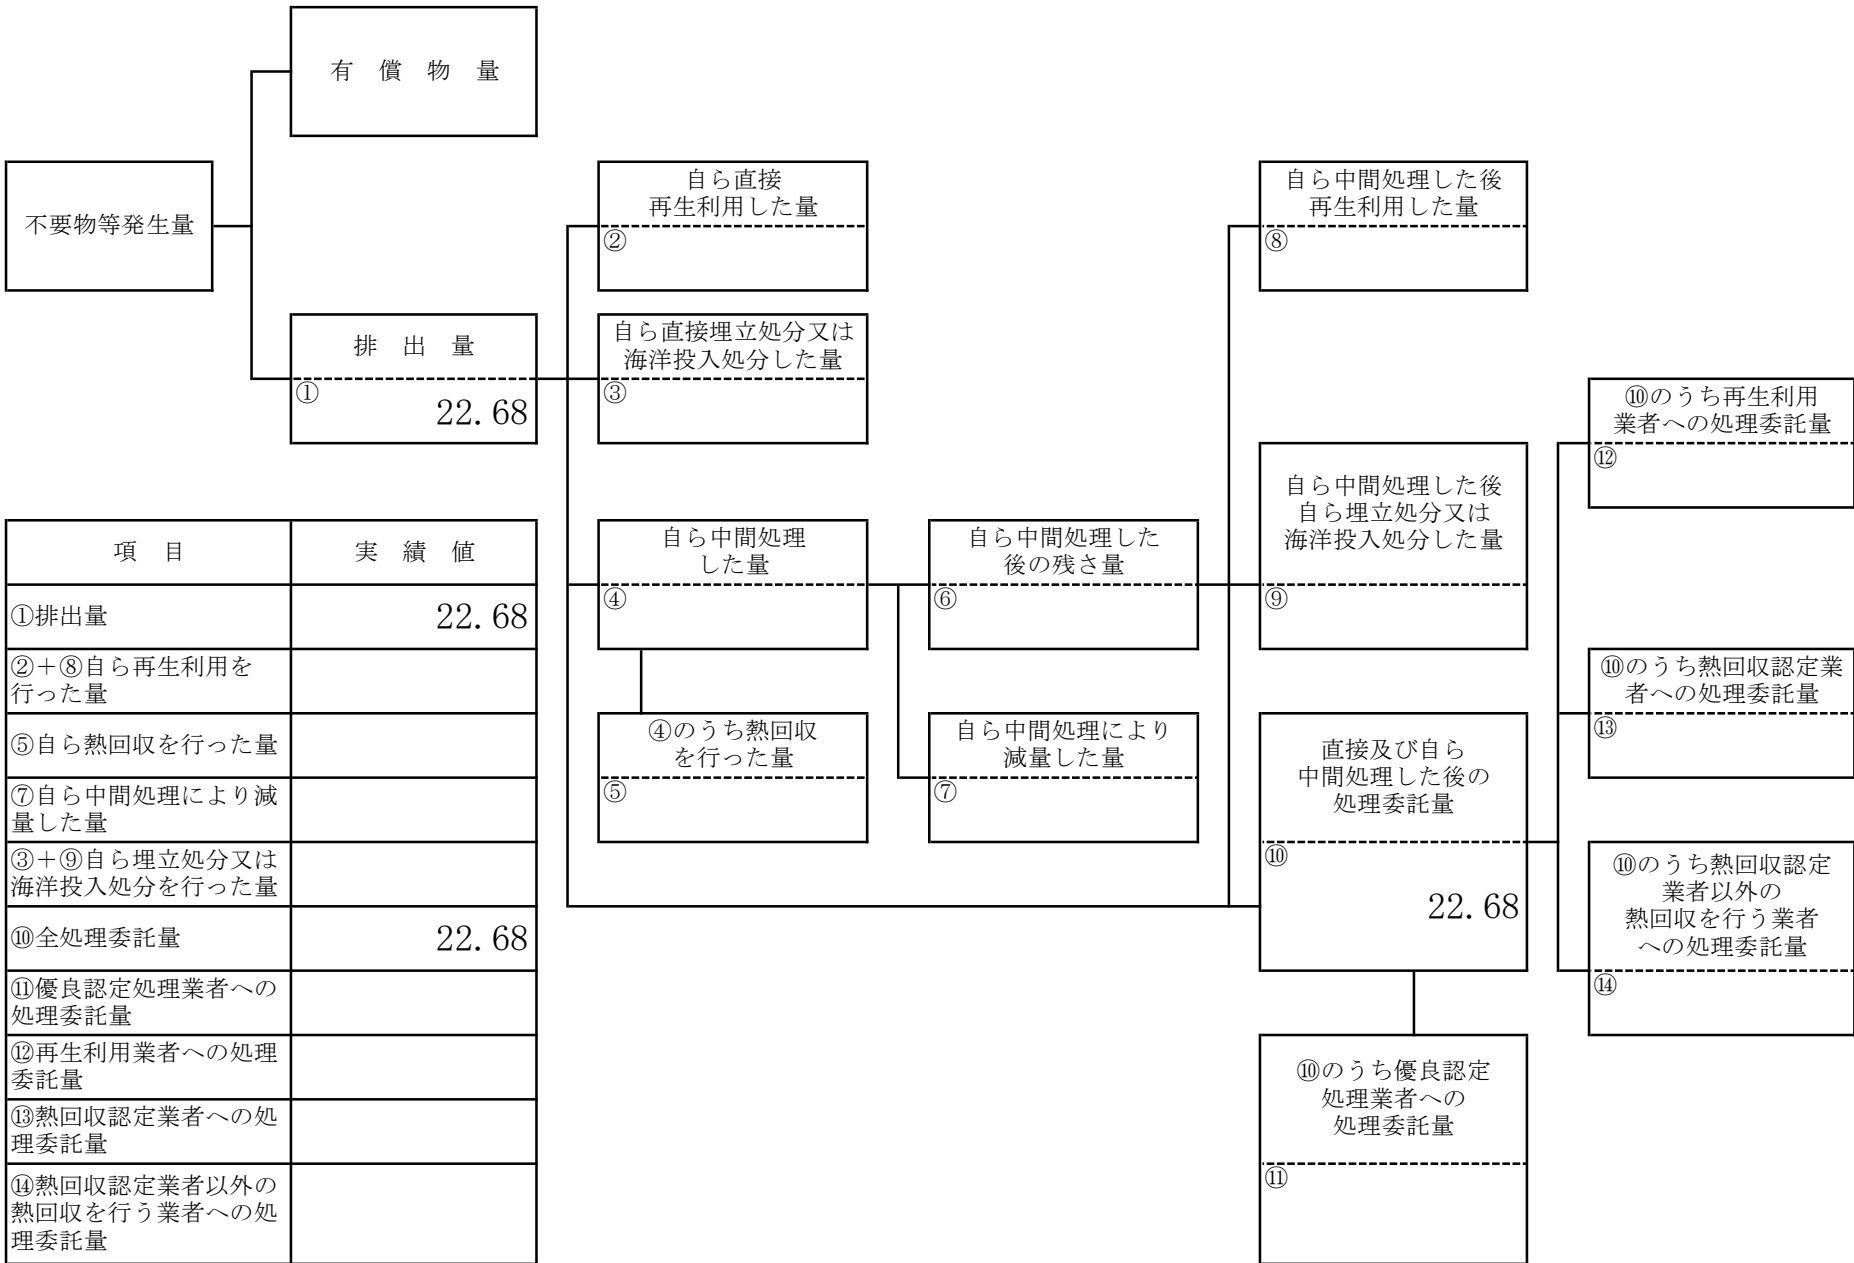 有 償 物 量
不要物等発生量
排 出 量
①
22.68
自ら直接
再生利用した量
②
自ら直接埋立処分又は
海洋投入処分した量
③
自ら中間処理
した量
④
④のうち熱回収
を行った量
⑤
自ら中間処理した
後の残さ量
⑥
自ら中間処理により
減量した量
⑦
自ら中間処理した後
再生利用した量
⑧
自ら中間処理した後
自ら埋立処分又は
海洋投入処分した量
⑨
直接及び自ら
中間処理した後の
処理委託量
⑩
22.68
⑩のうち優良認定
処理業者への
処理委託量
⑪
⑩のうち再生利用
業者への処理委託量
⑫
⑩のうち熱回収認定業
者への処理委託量
⑬
⑩のうち熱回収認定
業者以外の
熱回収を行う業者
への処理委託量
⑭
項 目 実 績 値
①排出量 22.68
②＋⑧自ら再生利用を
行った量
⑤自ら熱回収を行った量
⑦自ら中間処理により減
量した量
③＋⑨自ら埋立処分又は
海洋投入処分を行った量
⑩全処理委託量 22.68
⑪優良認定処理業者への
処理委託量
⑫再生利用業者への処理
委託量
⑬熱回収認定業者への処
理委託量
⑭熱回収認定業者以外の
熱回収を行う業者への処
理委託量